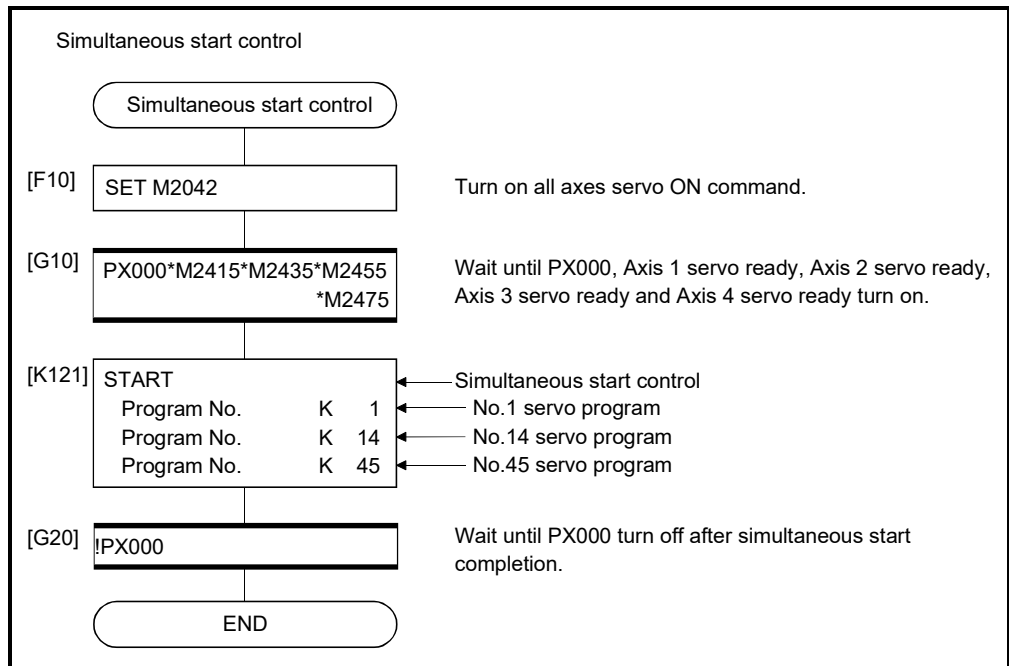 Simultaneous start control
Simultaneous start control
[F10] SET M2042 Turn on all axes servo ON command.
[G10] PX000*M2415*M2435*M2455 Wait until PX000, Axis 1 servo ready, Axis 2 servo ready,
*M2475 Axis 3 servo ready and Axis 4 servo ready turn on.
[K121] START Simultaneous start control
Program No. K 1 No.1 servo program
Program No. K 14 No.14 servo program
Program No. K 45 No.45 servo program
[G20] !PX000 Wait until PX000 turn off after simultaneous start
completion.
END